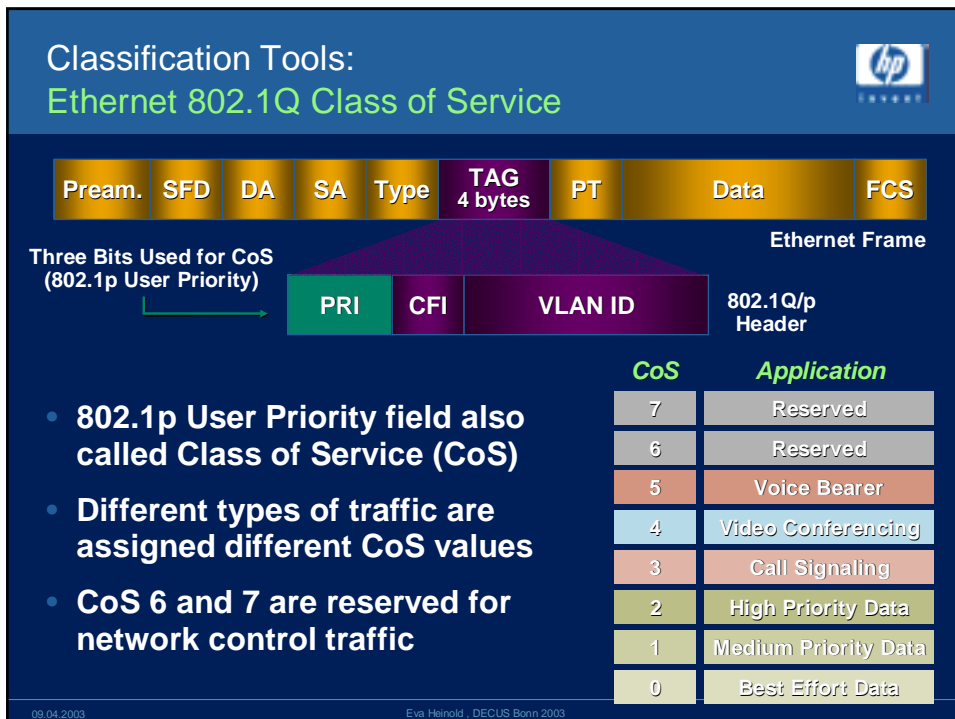 Classification Tools:
Ethernet 802.1Q Class of Service
hp
invent
Pream. SFD DA SA Type TAG PT Data FCS
4 bytes
Ethernet Frame
Three Bits Used for CoS
(802.1p User Priority)
PRI CFI VLAN ID
802.1Q/p
Header
CoS Application
7 Reserved
6 Reserved
5 Voice Bearer
4 Video Conferencing
3 Call Signaling
2 High Priority Data
1 Medium Priority Data
0 Best Effort Data
• 802.1p User Priority field also
called Class of Service (CoS)
• Different types of traffic are
assigned different CoS values
• CoS 6 and 7 are reserved for
network control traffic
09.04.2003
Eva Heinold , DECUS Bonn 2003